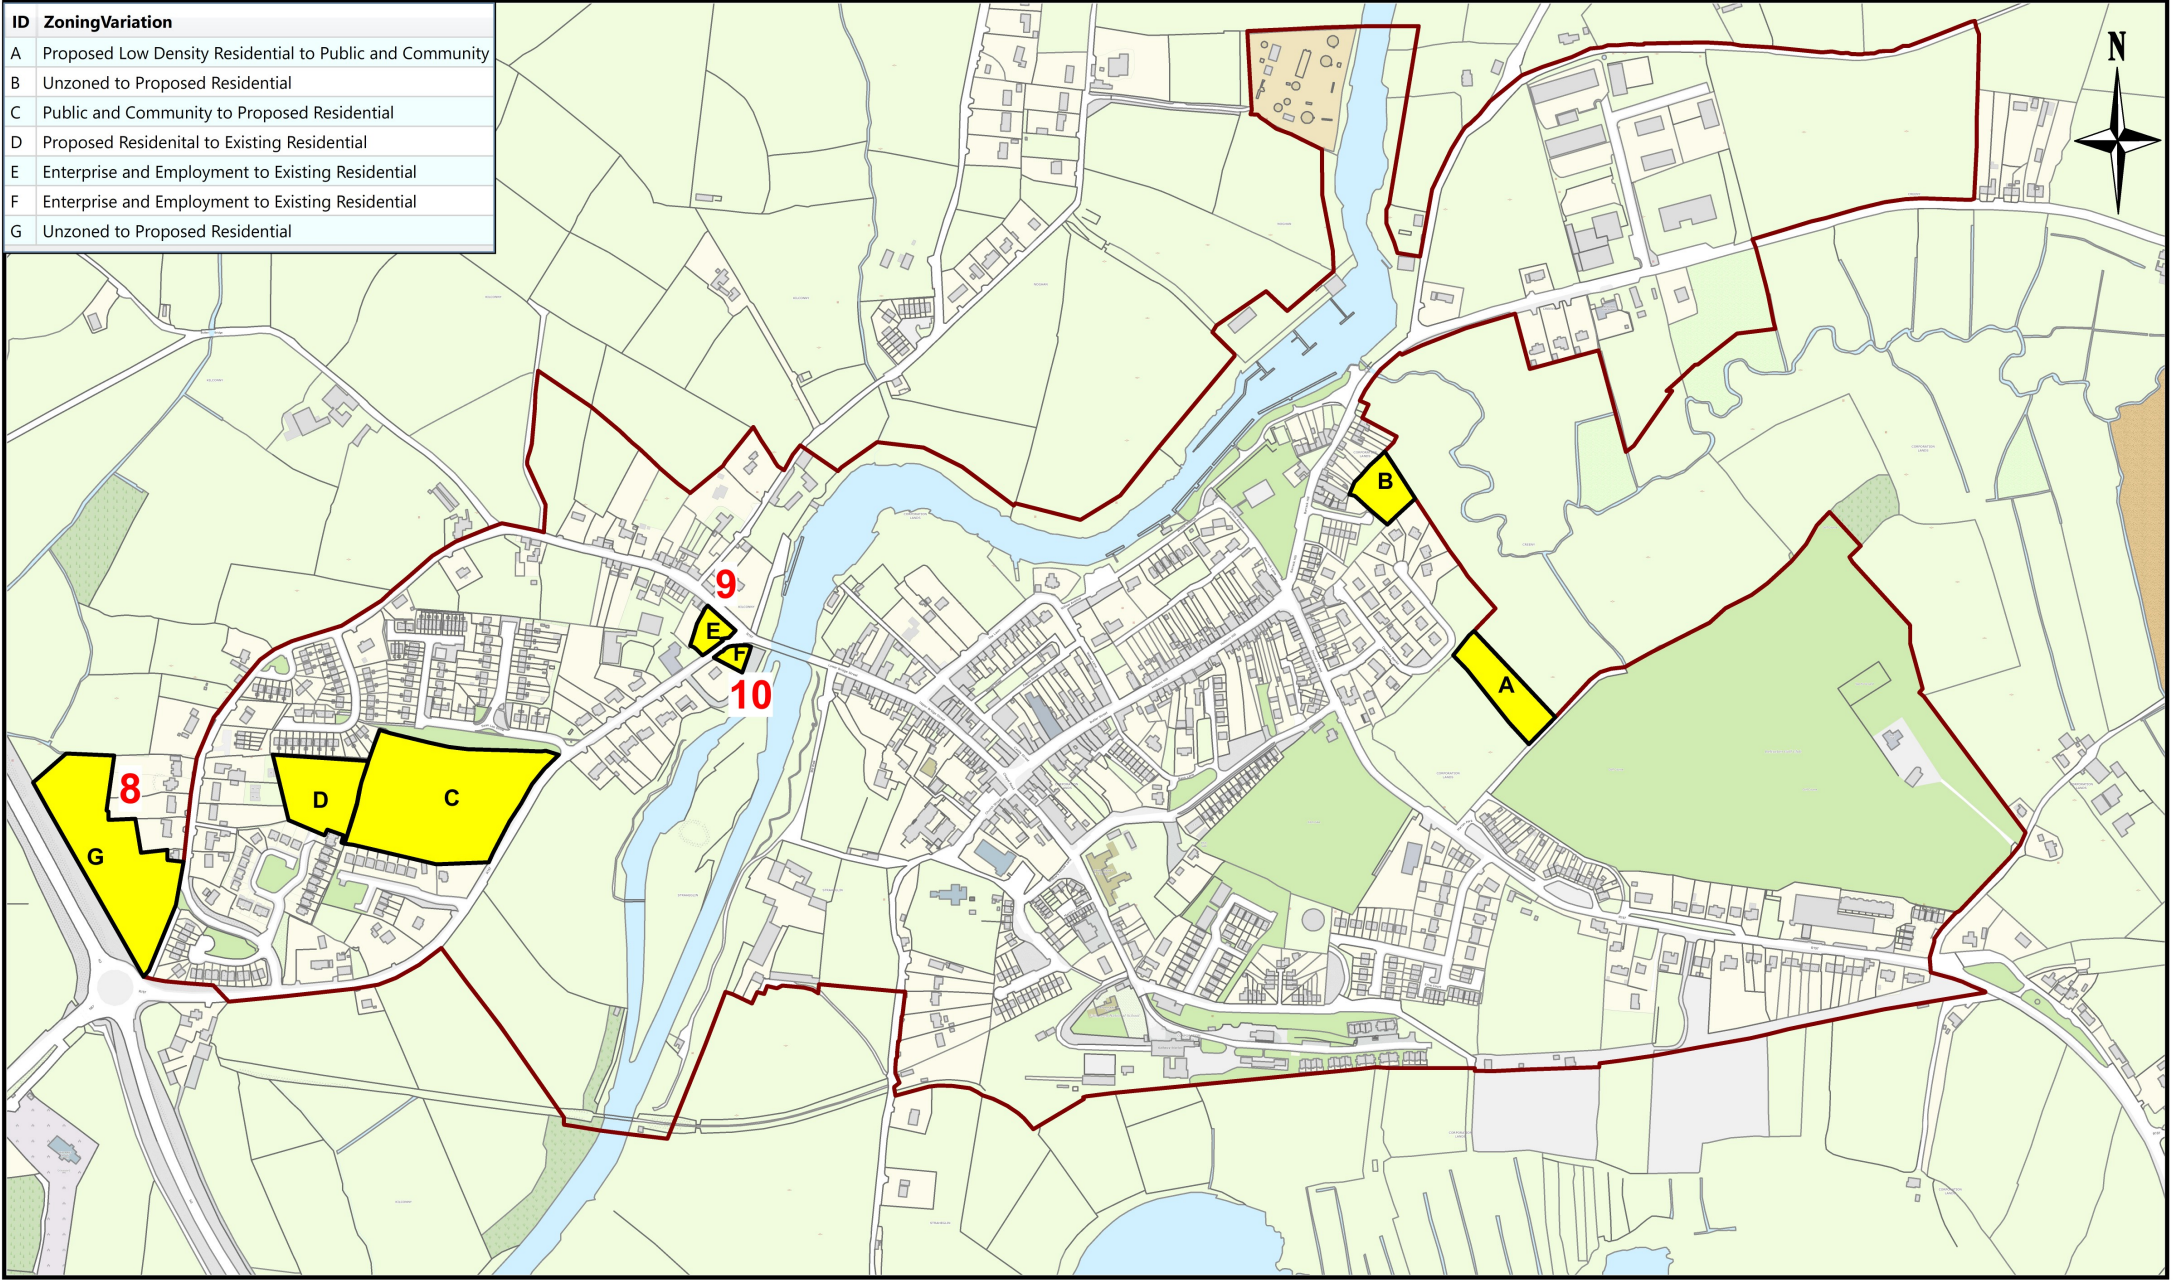 ID ZoningVariation
A Proposed Low Density Residential to Public and Community
B Unzoned to Proposed Residential
C Public and Community to Proposed Residential
D Proposed Residenital to Existing Residential
E Enterprise and Employment to Existing Residential
F Enterprise and Employment to Existing Residential
G Unzoned to Proposed Residential
N
B
9
E
F
10
A
8
D
C
G